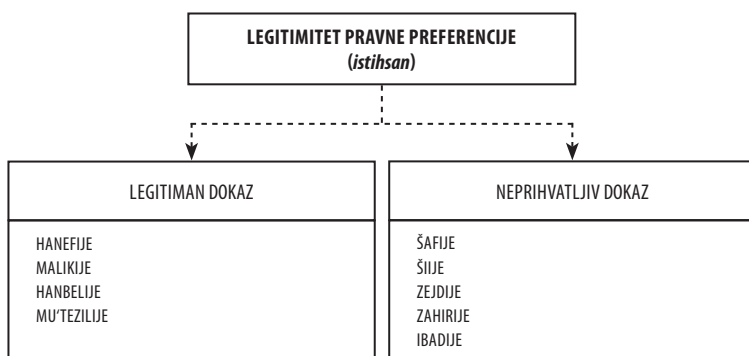 LEGITIMITET PRAVNE PREFERENCIJE
(istihsan)
LEGITIMAN DOKAZ
HANEFIJE
MALIKIJE
HANBELIJE
MU‘TEZILIJE
NEPRIHVATLJIV DOKAZ
ŠAFIJE
ŠIIJE
ZEJDIJE
ZAHIRIJE
IBADIJE